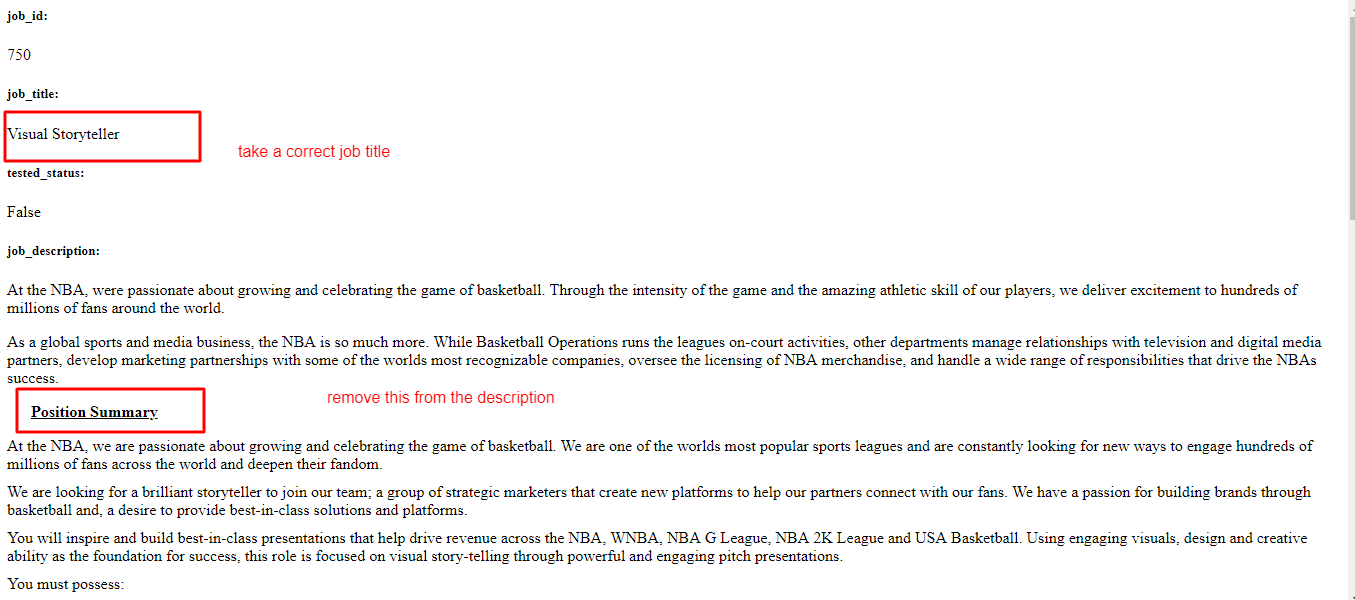 job_id:
750
job_title:
Visual Storyteller
take a correct job title
tested_status:
False
job_description:
At the NBA, were passionate about growing and celebrating the game of basketball. Through the intensity of the game and the amazing athletic skill of our players, we deliver excitement to hundreds of
millions of fans around the world.
As a global sports and media business, the NBA is so much more. While Basketball Operations runs the leagues on-court activities, other departments manage relationships with television and digital media
partners, develop marketing partnerships with some of the worlds most recognizable companies, oversee the licensing of NBA merchandise, and handle a wide range of responsibilities that drive the NBAs
success.
remove this from the description
Position Summary
At the NBA, we are passionate about growing and celebrating the game of basketball. We are one of the worlds most popular sports leagues and are constantly looking for new ways to engage hundreds of
millions of fans across the world and deepen their fandom.
We are looking for a brilliant storyteller to join our team; a group of strategic marketers that create new platforms to help our partners connect with our fans. We have a passion for building brands through
basketball and, a desire to provide best-in-class solutions and platforms.
You will inspire and build best-in-class presentations that help drive revenue across the NBA, WNBA, NBA G League, NBA 2K League and USA Basketball. Using engaging visuals, design and creative
ability as the foundation for success, this role is focused on visual story-telling through powerful and engaging pitch presentations.
You must possess: